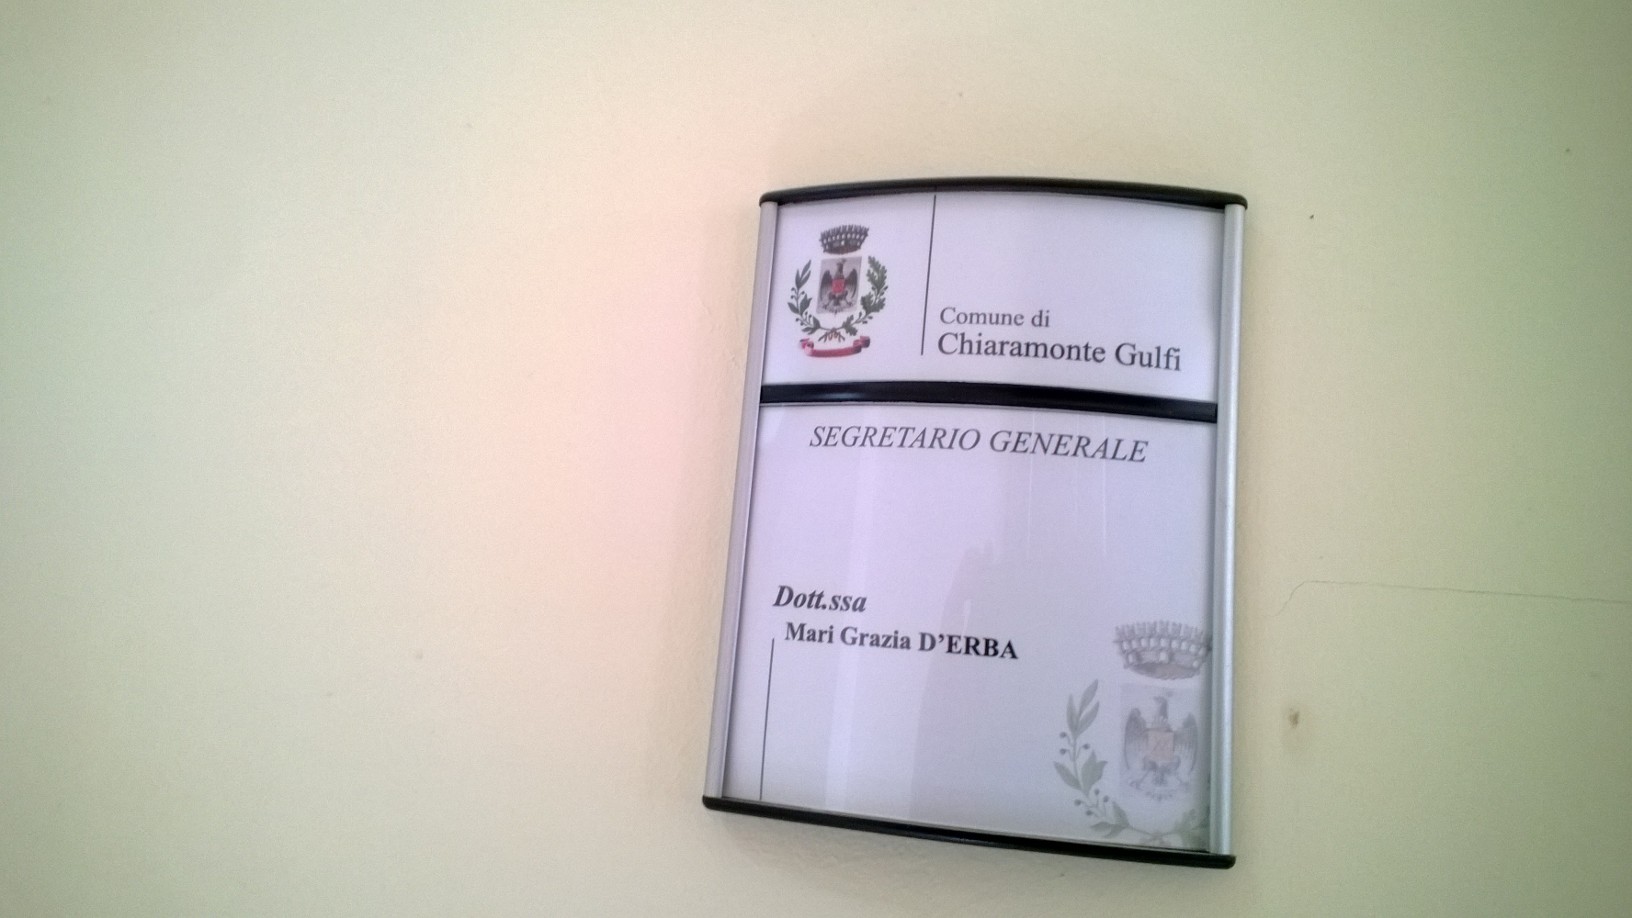 Comune di
Chiaramonte Gulfi
SEGRETARIO GENERALE
Dott.ssa
Mari Grazia D'ERBA